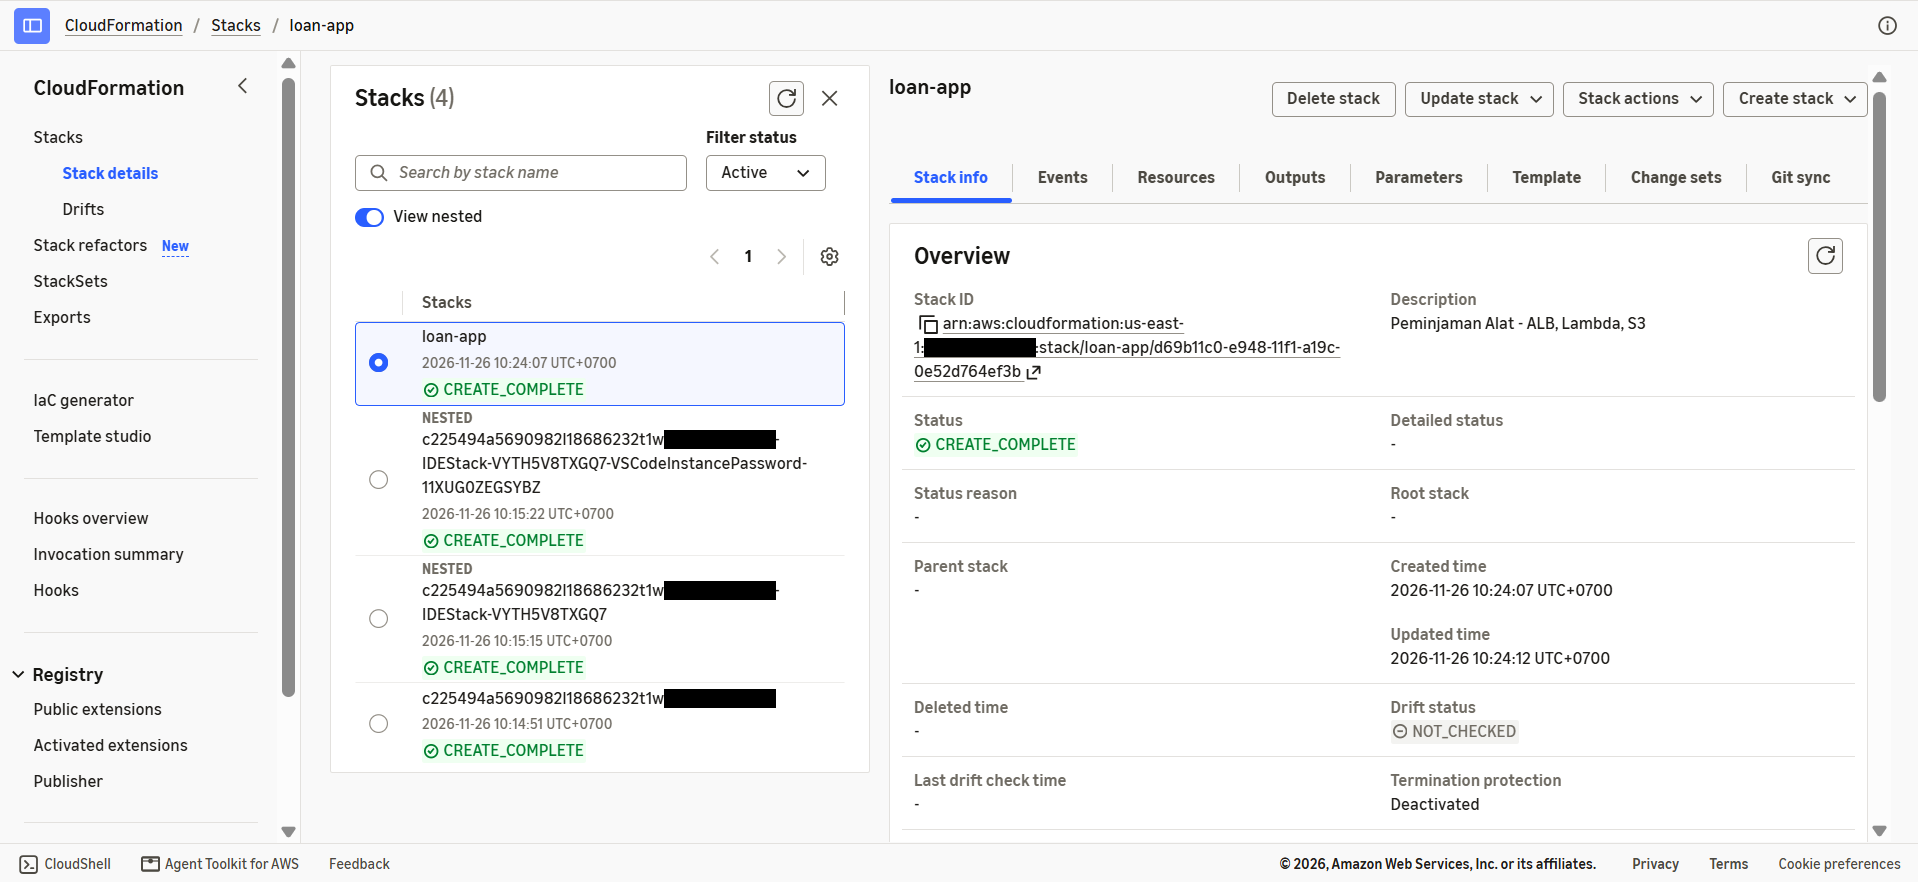 CloudFormation / Stacks / loan-app
CloudFormation
Stacks
Stack details
Drifts
Stack refactors New
StackSets
Exports
IaC generator
Template studio
Hooks overview
Invocation summary
Hooks
Registry
Public extensions
Activated extensions
Publisher
Stacks (4)
Filter status
Search by stack name
Active
View nested
1
Stacks
loan-app
2026-11-26 10:24:07 UTC+0700
CREATE_COMPLETE
NESTED
c225494a5690982l18686232t1w -
IDEStack-VYTH5V8TXGQ7-VSCodeInstancePassword-
11XUG0ZEGSYBZ
2026-11-26 10:15:22 UTC+0700
CREATE_COMPLETE
NESTED
c225494a5690982l18686232t1w -
IDEStack-VYTH5V8TXGQ7
2026-11-26 10:15:15 UTC+0700
CREATE_COMPLETE
c225494a5690982l18686232t1w
2026-11-26 10:14:51 UTC+0700
CREATE_COMPLETE
loan-app
Delete stack
Update stack
Stack actions
Create stack
Stack info
Events
Resources
Outputs
Parameters
Template
Change sets
Git sync
Overview
Stack ID
arn:aws:cloudformation:us-east-
1: :stack/loan-app/d69b11c0-e948-11f1-a19c-
0e52d764ef3b
Description
Peminjaman Alat - ALB, Lambda, S3
Status
CREATE_COMPLETE
Detailed status
-
Status reason
-
Root stack
-
Parent stack
-
Created time
2026-11-26 10:24:07 UTC+0700
Updated time
2026-11-26 10:24:12 UTC+0700
Deleted time
-
Drift status
NOT_CHECKED
Last drift check time
-
Termination protection
Deactivated
CloudShell
Agent Toolkit for AWS
Feedback
© 2026, Amazon Web Services, Inc. or its affiliates.
Privacy
Terms
Cookie preferences